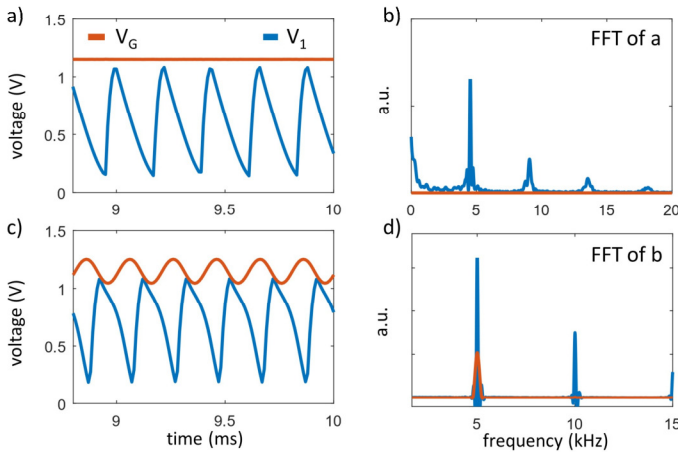 a)
b)
1.5
V_G
V_1
FFT of a
voltage (V)
1
0.5
0
a.u.
9
9.5
10
0
5
10
15
20
c)
d)
1.5
FFT of b
voltage (V)
1
0.5
0
a.u.
9
9.5
10
5
10
15
time (ms)
frequency (kHz)